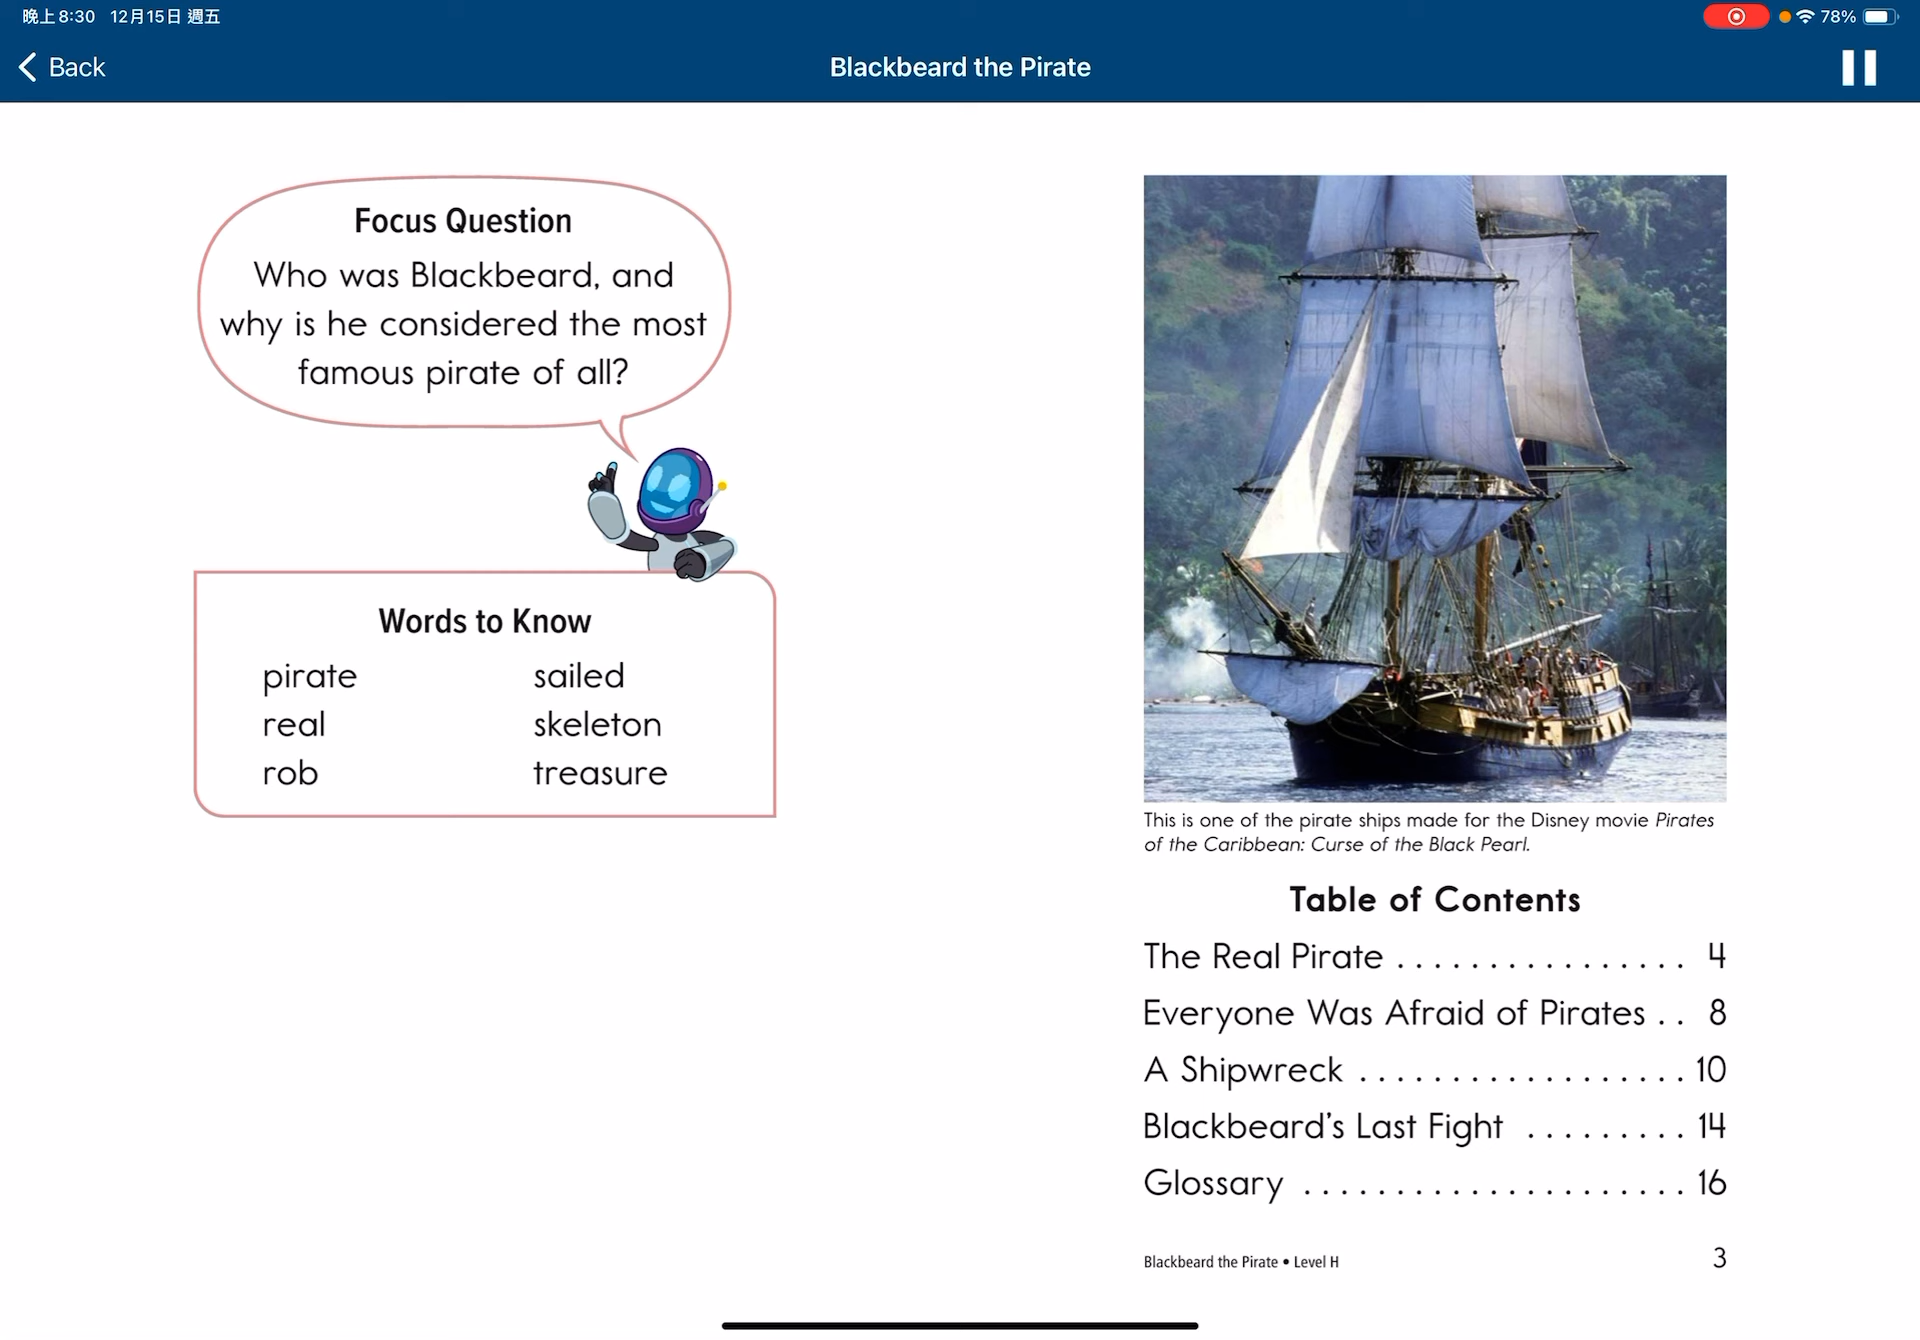 晚上8:30 12月15日 週五
78%
Back
Blackbeard the Pirate
Focus Question
Who was Blackbeard, and
why is he considered the most
famous pirate of all?
Words to Know
pirate
real
rob
sailed
skeleton
treasure
This is one of the pirate ships made for the Disney movie Pirates
of the Caribbean: Curse of the Black Pearl.
Table of Contents
The Real Pirate . . . . . . . . . . . . . . . . 4
Everyone Was Afraid of Pirates . . 8
A Shipwreck . . . . . . . . . . . . . . . . . . 10
Blackbeard's Last Fight . . . . . . . . . 14
Glossary . . . . . . . . . . . . . . . . . . . . . 16
Blackbeard the Pirate • Level H
3